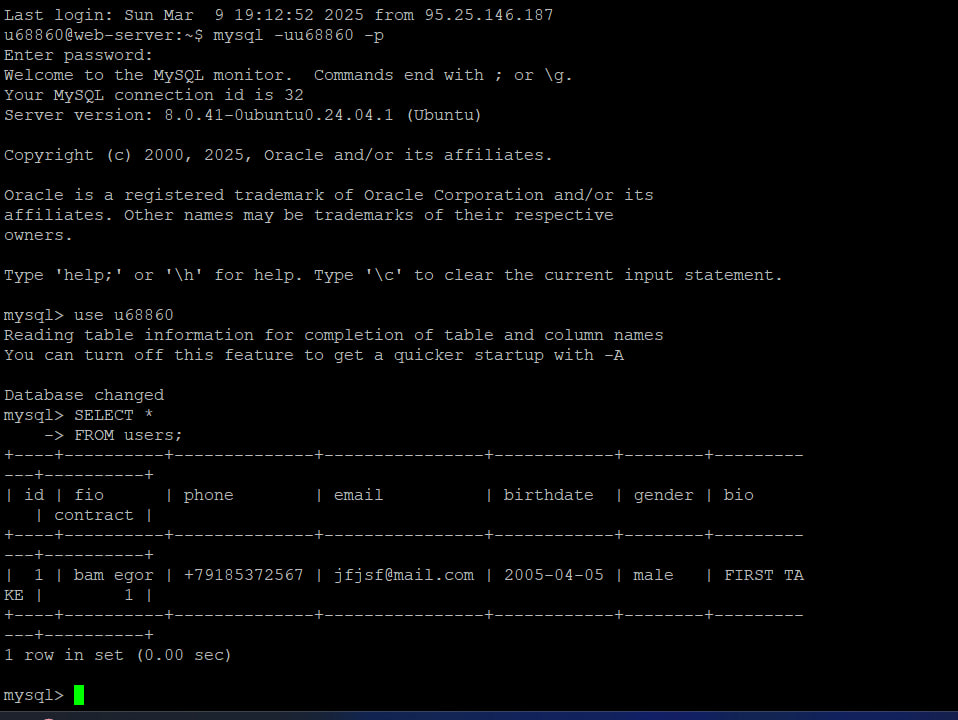 Last login: Sun Mar  9 19:12:52 2025 from 95.25.146.187
u68860@web-server:~$ mysql -uu68860 -p
Enter password:
Welcome to the MySQL monitor.  Commands end with ; or \g.
Your MySQL connection id is 32
Server version: 8.0.41-0ubuntu0.24.04.1 (Ubuntu)

Copyright (c) 2000, 2025, Oracle and/or its affiliates.

Oracle is a registered trademark of Oracle Corporation and/or its
affiliates. Other names may be trademarks of their respective
owners.

Type 'help;' or '\h' for help. Type '\c' to clear the current input statement.

mysql> use u68860
Reading table information for completion of table and column names
You can turn off this feature to get a quicker startup with -A

Database changed
mysql> SELECT *
    -> FROM users;
+----+----------+--------------+----------------+------------+--------+---------
---+----------+
| id | fio      | phone        | email          | birthdate  | gender | bio
   | contract |
+----+----------+--------------+----------------+------------+--------+---------
---+----------+
|  1 | bam egor | +79185372567 | jfjsf@mail.com | 2005-04-05 | male   | FIRST TA
KE |        1 |
+----+----------+--------------+----------------+------------+--------+---------
---+----------+
1 row in set (0.00 sec)

mysql>